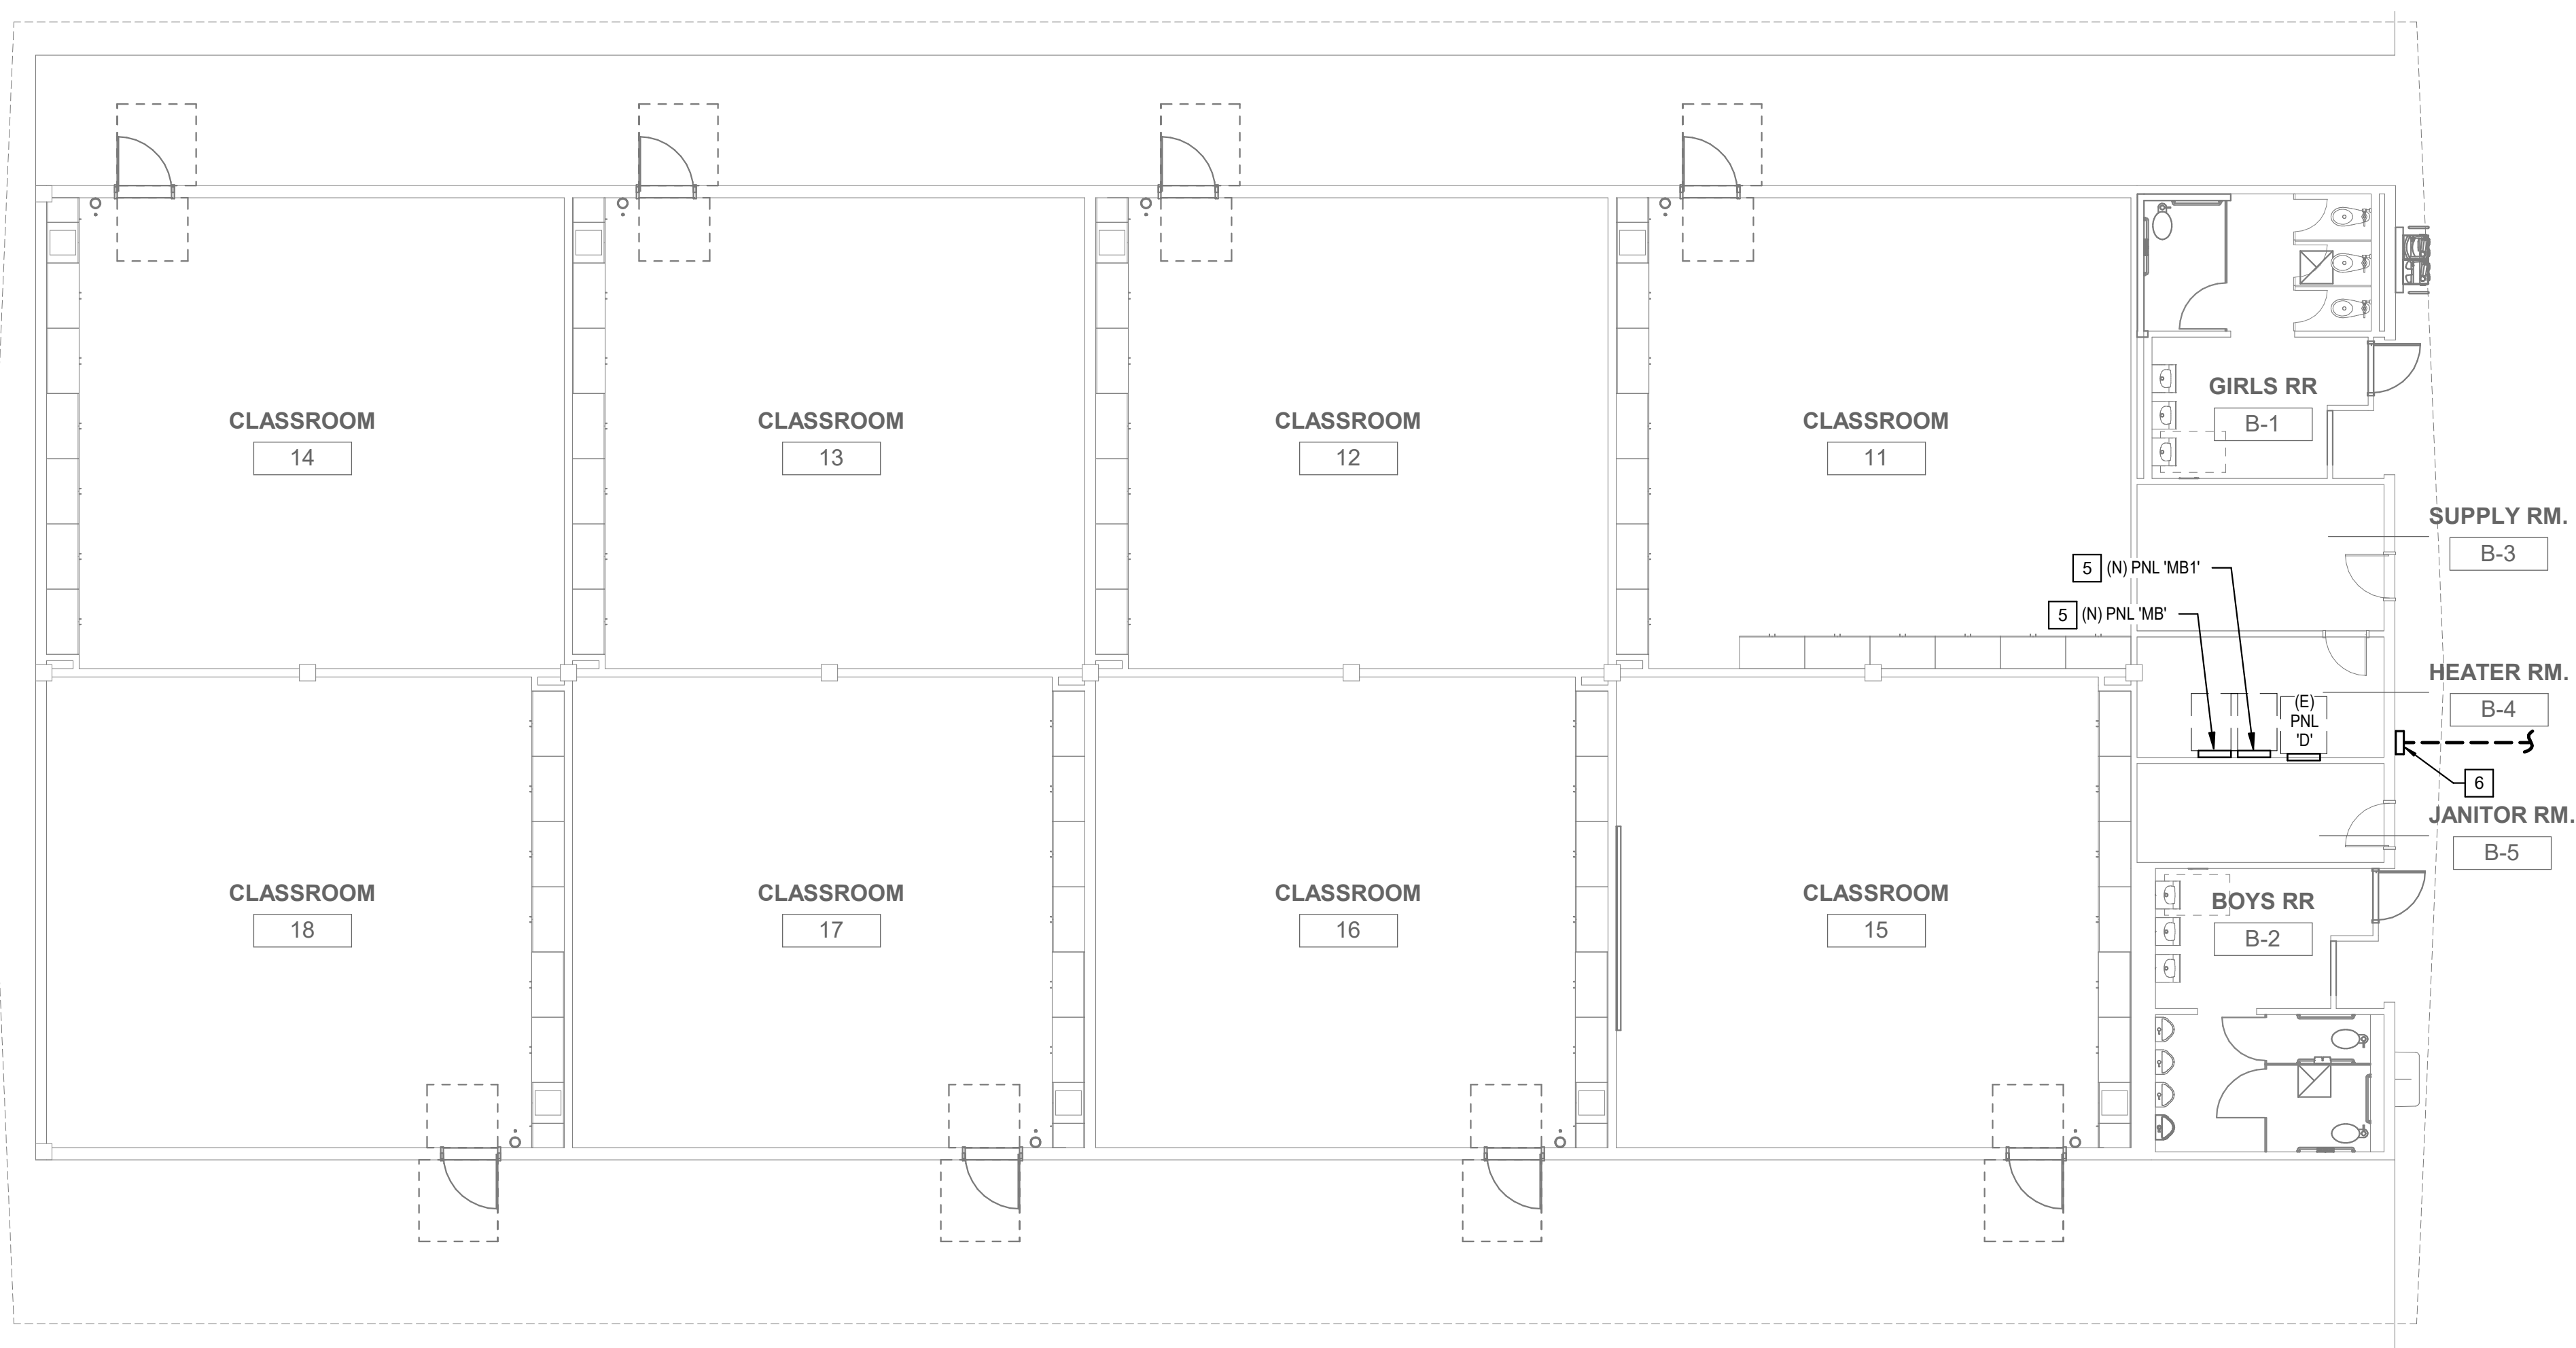 CLASSROOM
14
CLASSROOM
13
CLASSROOM
12
CLASSROOM
11
GIRLS RR
B-1
SUPPLY RM.
B-3
5 (N) PNL 'MB1'
5 (N) PNL 'MB'
HEATER RM.
B-4
(E)
PNL
'D'
6
JANITOR RM.
B-5
CLASSROOM
18
CLASSROOM
17
CLASSROOM
16
CLASSROOM
15
BOYS RR
B-2